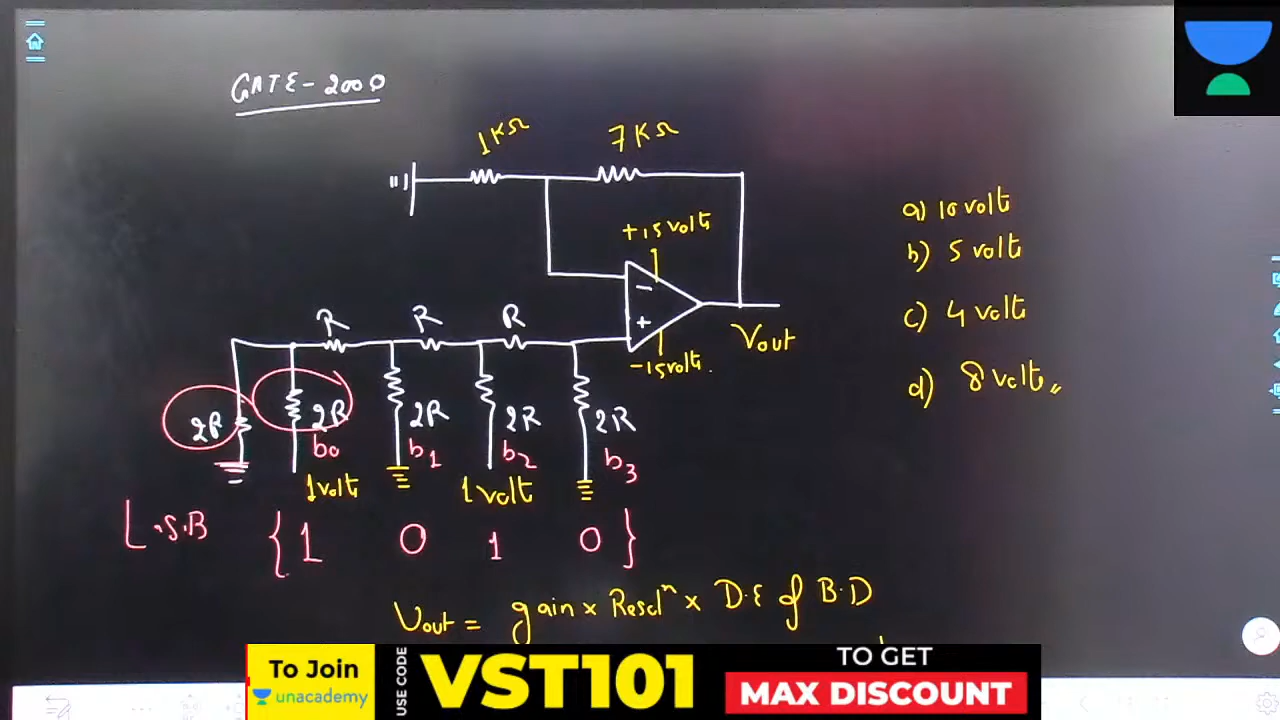 GATE-2000
1KΩ
7KΩ
+15volt
-
+
-15volt.
Vout
R
R
R
2R
2R
2R
2R
2R
b0
b1
b2
b3
1volt
1volt
L.S.B { 1 0 1 0 }
a) 10 volt
b) 5 volt
c) 4 volt
d) 8 volt
Vout = gain x Resolⁿ x D.E of B.D
To Join
unacademy
USE CODE
VST101
TO GET
MAX DISCOUNT